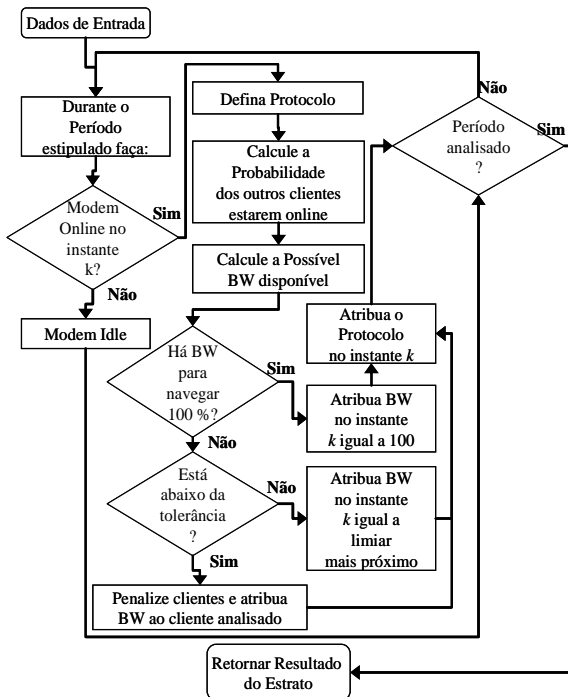 Dados de Entrada
Durante o
Período
estipulado faça:
Modem
Online no
instante
k?
Sim
Não
Modem Idle
Defina Protocolo
Calcule a
Probabilidade
dos outros clientes
estarem online
Calcule a Possível
BW disponível
Há BW
para
navegar
100 %?
Sim
Não
Está
abaixo da
tolerância
?
Não
Sim
Penalize clientes e atribua
BW ao cliente analisado
Atribua o
Protocolo
no instante k
Atribua BW
no instante
k igual a 100
Atribua BW
no instante
k igual a
limiar
mais próximo
Não
Período
analisado
?
Sim
Retornar Resultado
do Estrato